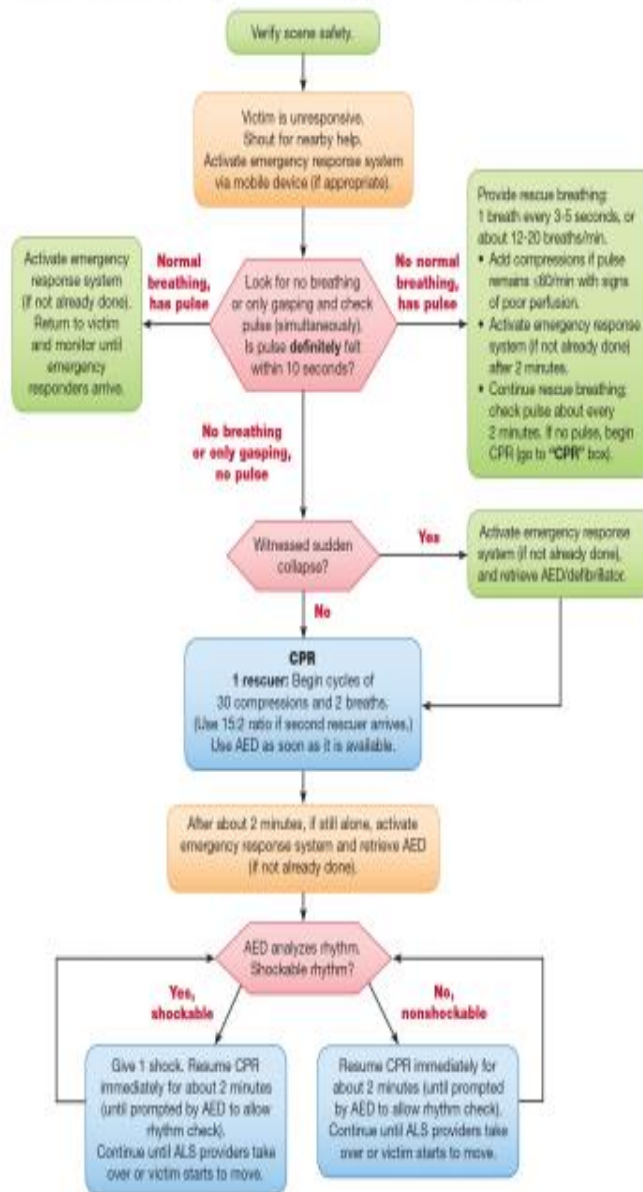 Verify scene safety.
Victim is unresponsive.
Shout for nearby help.
Activate emergency response system
via mobile device (if appropriate).
Activate emergency
response system
(if not already done).
Return to victim
and monitor until
emergency
responders arrive.
Normal
breathing,
has pulse
Look for no breathing
or only gasping and check
pulse (simultaneously).
Is pulse definitely felt
within 10 seconds?
No normal
breathing,
has pulse
Provide rescue breathing:
1 breath every 3-5 seconds, or
about 12-20 breaths/min.
• Add compressions if pulse
remains ≤60/min with signs
of poor perfusion.
• Activate emergency response
system (if not already done)
after 2 minutes.
• Continue rescue breathing;
check pulse about every
2 minutes. If no pulse, begin
CPR (go to "CPR" box).
No breathing
or only gasping,
no pulse
Witnessed sudden
collapse?
Yes
Activate emergency response
system (if not already done),
and retrieve AED/defibrillator.
No
CPR
1 rescuer: Begin cycles of
30 compressions and 2 breaths.
(Use 15:2 ratio if second rescuer arrives.)
Use AED as soon as it is available.
After about 2 minutes, if still alone, activate
emergency response system and retrieve AED
(if not already done).
AED analyzes rhythm.
Shockable rhythm?
Yes,
shockable
No,
nonshockable
Give 1 shock. Resume CPR
immediately for about 2 minutes
(until prompted by AED to allow
rhythm check).
Continue until ALS providers take
over or victim starts to move.
Resume CPR immediately for
about 2 minutes (until prompted
by AED to allow rhythm check).
Continue until ALS providers take
over or victim starts to move.